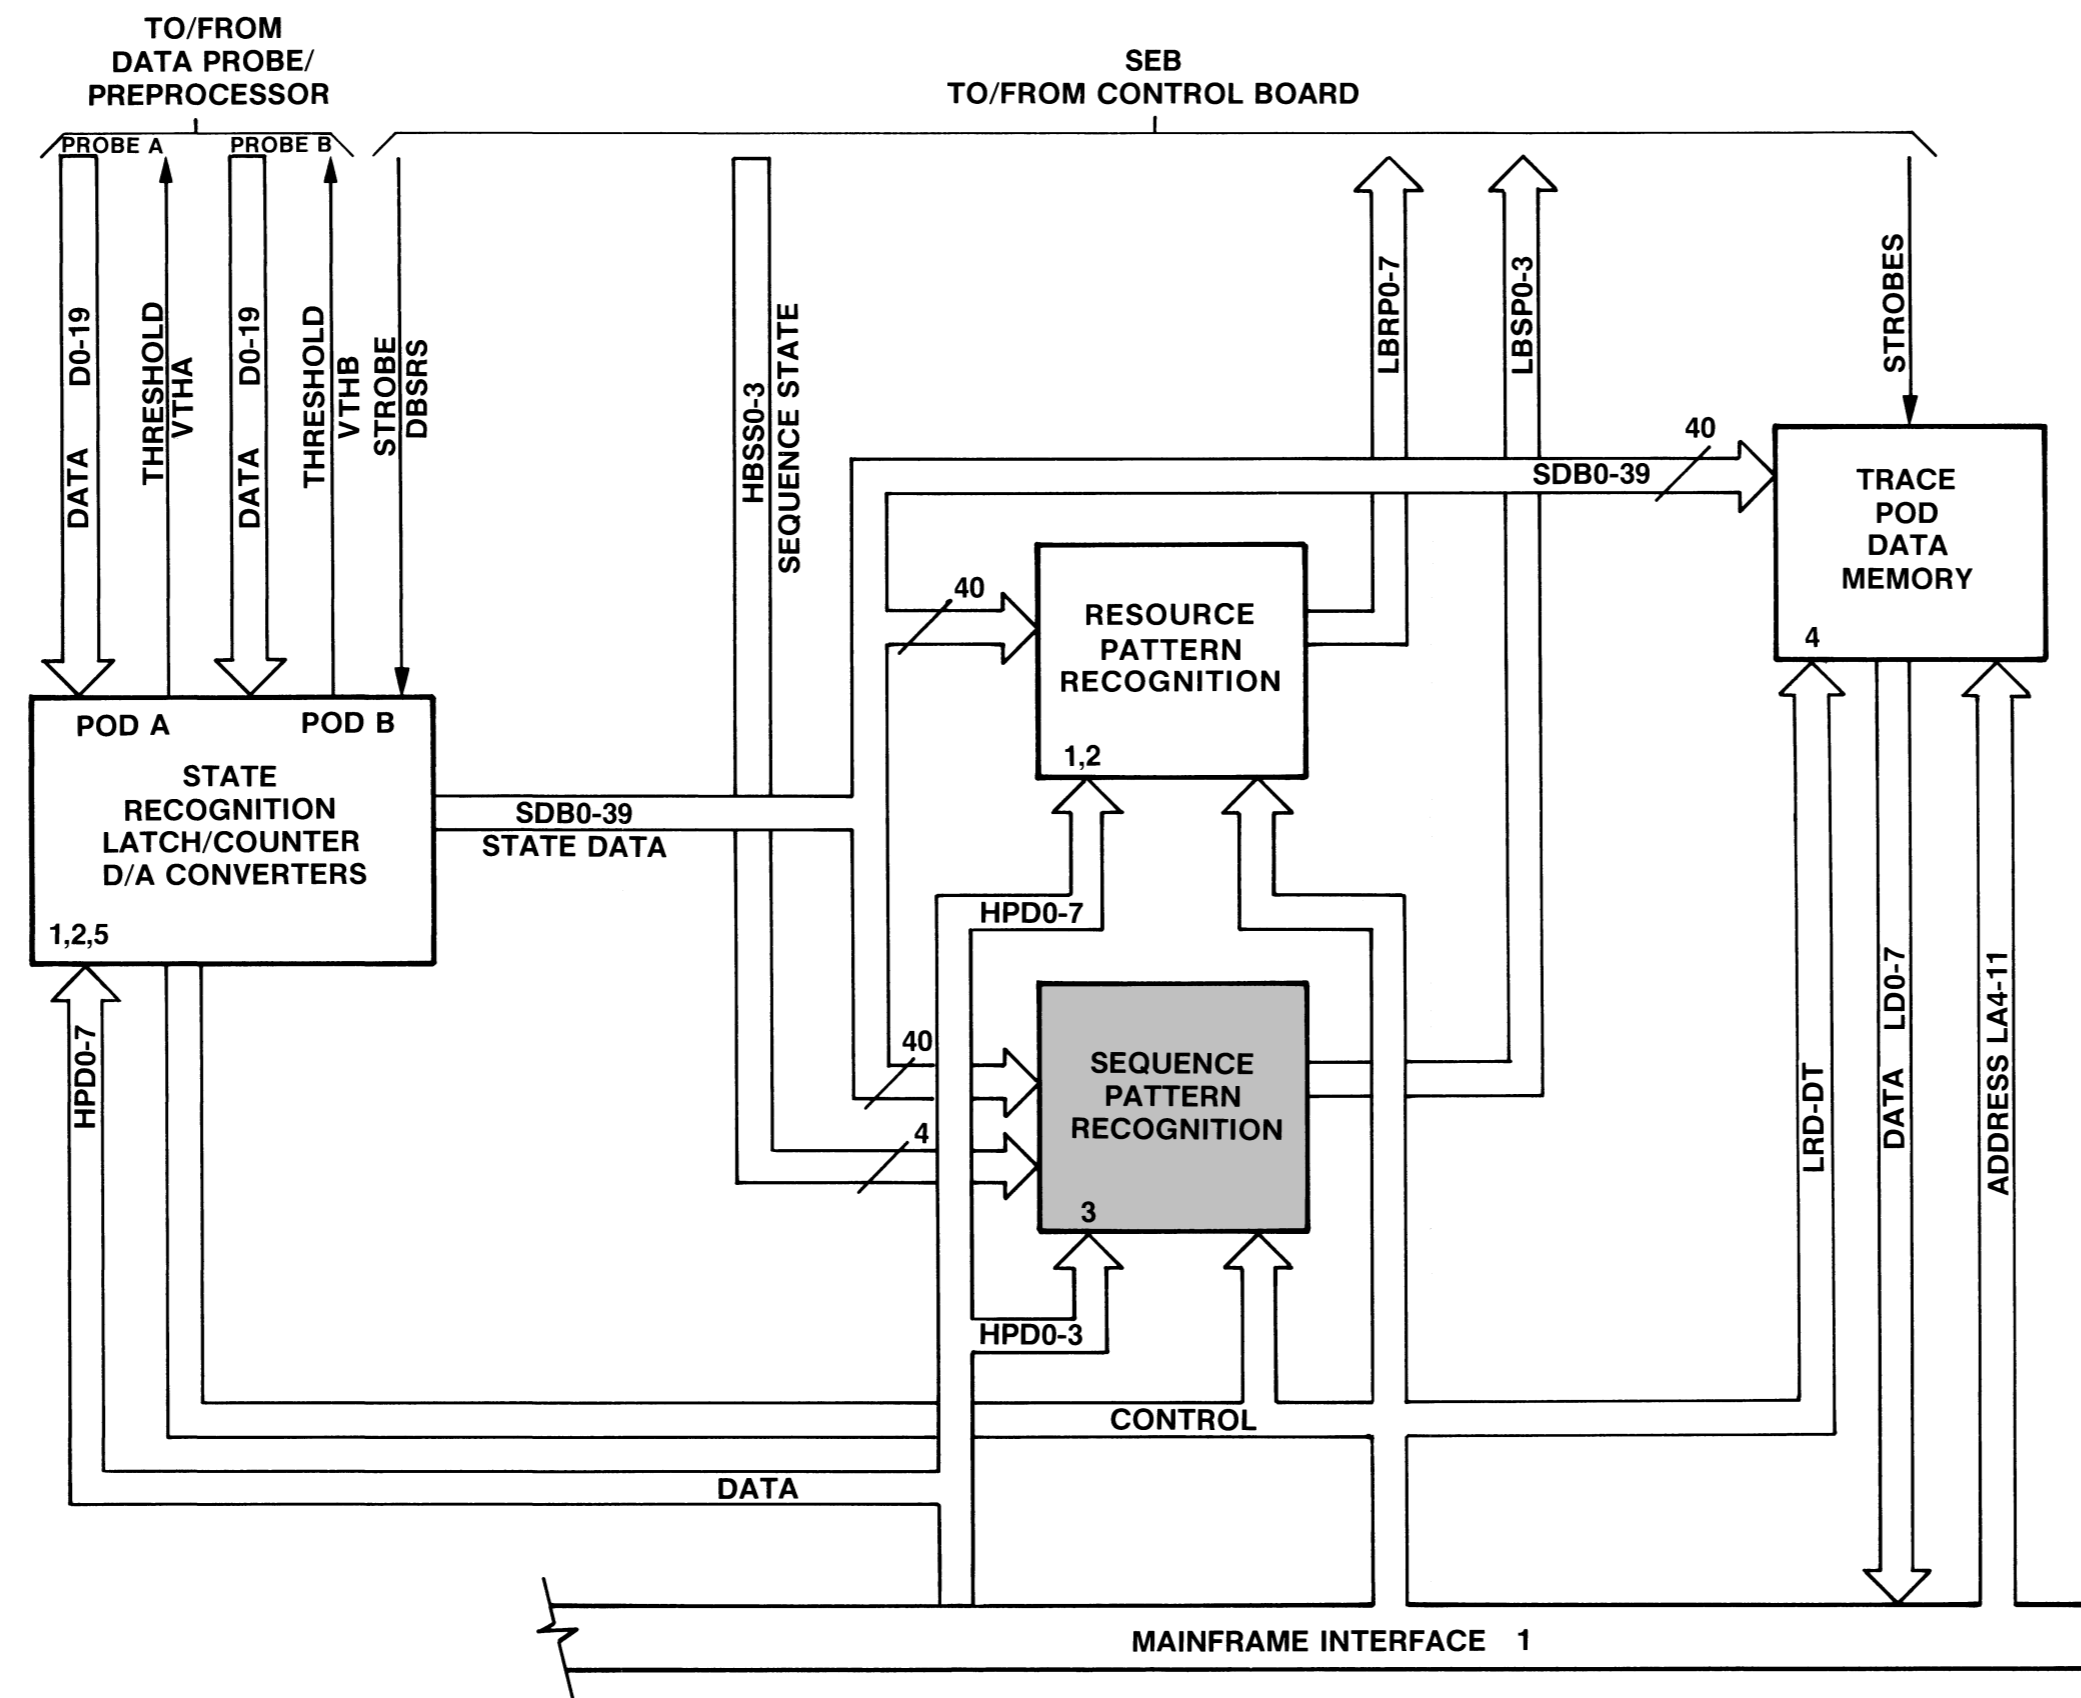 TO/FROM
DATA PROBE/
PREPROCESSOR
SEB
TO/FROM CONTROL BOARD
PROBE A
PROBE B
DATA D0-19
THRESHOLD
VTHA
DATA D0-19
THRESHOLD
VTHB
STROBE
DBSRS
HBSS0-3
SEQUENCE STATE
LBRP0-7
LBSP0-3
STROBES
40
SDB0-39
TRACE
POD
DATA
MEMORY
4
40
RESOURCE
PATTERN
RECOGNITION
1,2
POD A
POD B
STATE
RECOGNITION
LATCH/COUNTER
D/A CONVERTERS
1,2,5
SDB0-39
STATE DATA
HPD0-7
HPD0-7
40
4
SEQUENCE
PATTERN
RECOGNITION
3
HPD0-3
LRD-DT
DATA LD0-7
ADDRESS LA4-11
CONTROL
DATA
MAINFRAME INTERFACE 1